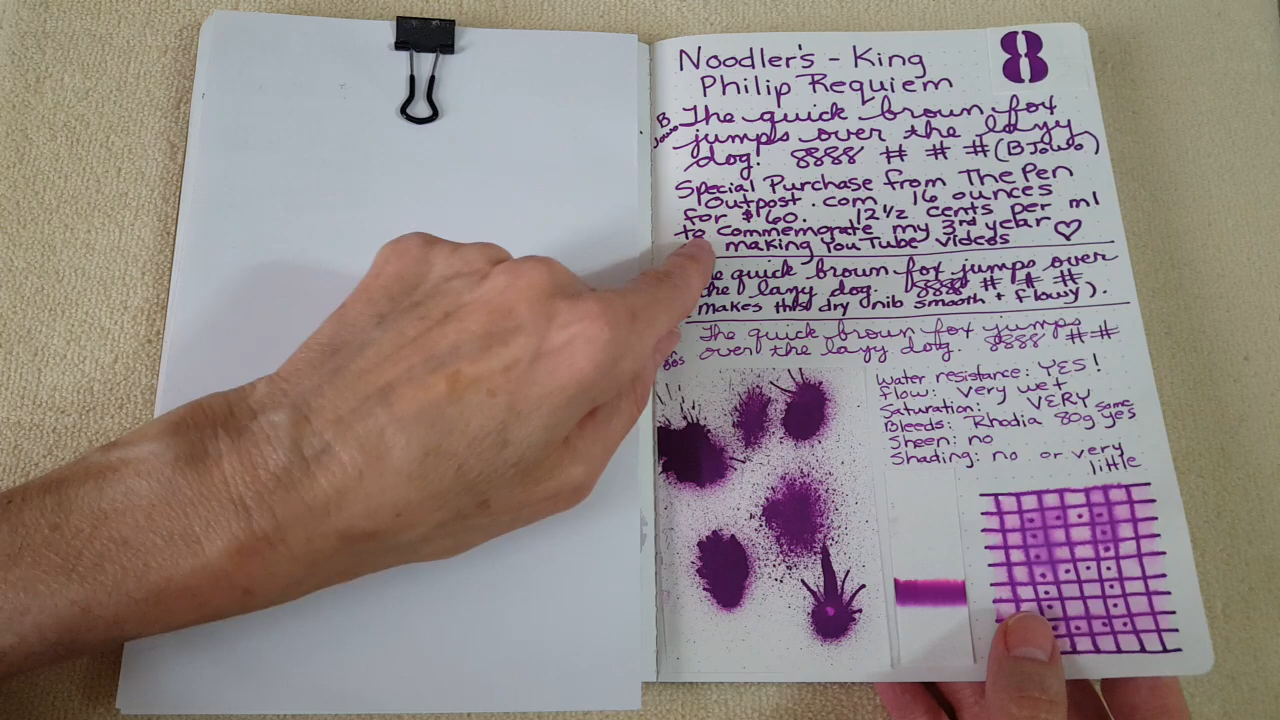 Noodler's - King
Philip Requiem
8
B
Jowo
The quick brown fox
jumps over the lazy
dog! 8888 # # # (B Jowo)
Special Purchase from The Pen
Outpost.com 16 ounces
for $60. 12 1/2 cents per ml
to commemorate my 3rd year
making YouTube videos ♡
quick brown fox jumps over
the lazy dog. 8888 # # #
makes this dry nib smooth + flowy).
The quick brown fox jumps
over the lazy dog. 8888 ##
Water resistance: YES!
Flow: Very wet
Saturation: VERY
Bleeds: Rhodia 80g some yes
Sheen: no
Shading: no or very
little